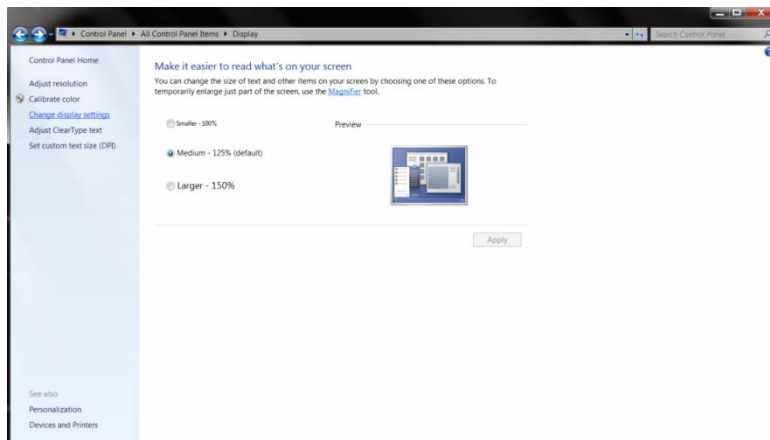 Control Panel ▸ All Control Panel Items ▸ Display
Search Control Panel
Control Panel Home
Adjust resolution
Calibrate color
Change display settings
Adjust ClearType text
Set custom text size (DPI)
Make it easier to read what's on your screen
You can change the size of text and other items on your screen by choosing one of these options. To
temporarily enlarge just part of the screen, use the Magnifier tool.
Smaller - 100%
Preview
Medium - 125% (default)
Larger - 150%
Apply
See also
Personalization
Devices and Printers